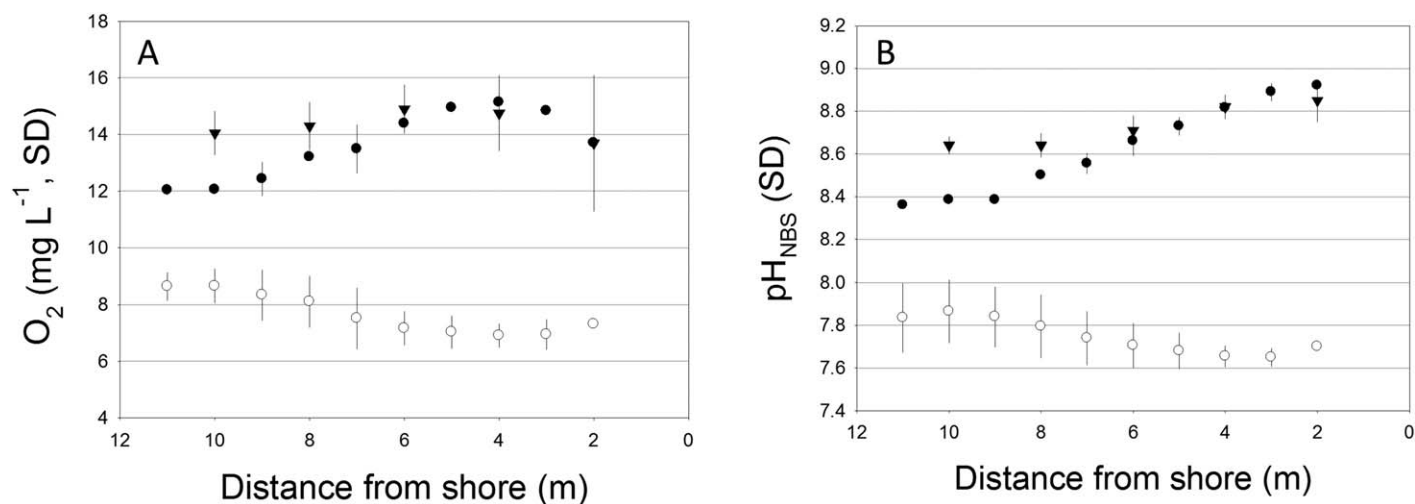 A
O₂ (mg L⁻¹, SD)
18
16
14
12
10
8
6
4
12 10 8 6 4 2 0
Distance from shore (m)
B
pH_NBS (SD)
9.2
9.0
8.8
8.6
8.4
8.2
8.0
7.8
7.6
7.4
12 10 8 6 4 2 0
Distance from shore (m)